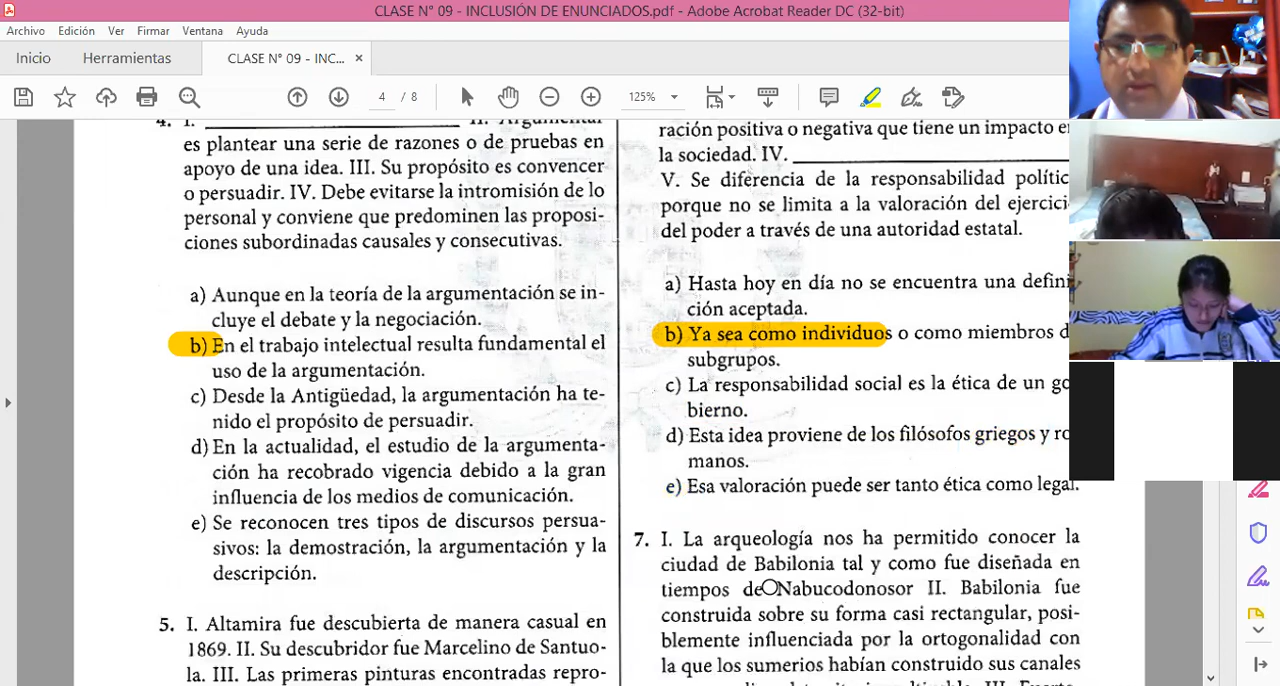 CLASE N° 09 - INCLUSIÓN DE ENUNCIADOS.pdf - Adobe Acrobat Reader DC (32-bit)
Archivo Edición Ver Firmar Ventana Ayuda
Inicio Herramientas CLASE N° 09 - INC... ×
4 / 8 125%
4. I. ____________________ II. Argumentar
es plantear una serie de razones o de pruebas en
apoyo de una idea. III. Su propósito es convencer
o persuadir. IV. Debe evitarse la intromisión de lo
personal y conviene que predominen las proposi-
ciones subordinadas causales y consecutivas.
a) Aunque en la teoría de la argumentación se in-
cluye el debate y la negociación.
b) En el trabajo intelectual resulta fundamental el
uso de la argumentación.
c) Desde la Antigüedad, la argumentación ha te-
nido el propósito de persuadir.
d) En la actualidad, el estudio de la argumenta-
ción ha recobrado vigencia debido a la gran
influencia de los medios de comunicación.
e) Se reconocen tres tipos de discursos persua-
sivos: la demostración, la argumentación y la
descripción.
5. I. Altamira fue descubierta de manera casual en
1869. II. Su descubridor fue Marcelino de Santuo-
la. III. Las primeras pinturas encontradas repro-
ración positiva o negativa que tiene un impacto e
la sociedad. IV. ____________________
V. Se diferencia de la responsabilidad polític
porque no se limita a la valoración del ejercici
del poder a través de una autoridad estatal.
a) Hasta hoy en día no se encuentra una defini
ción aceptada.
b) Ya sea como individuos o como miembros d
subgrupos.
c) La responsabilidad social es la ética de un go
bierno.
d) Esta idea proviene de los filósofos griegos y ro
manos.
e) Esa valoración puede ser tanto ética como legal.
7. I. La arqueología nos ha permitido conocer la
ciudad de Babilonia tal y como fue diseñada en
tiempos de Nabucodonosor II. Babilonia fue
construida sobre su forma casi rectangular, posi-
blemente influenciada por la ortogonalidad con
la que los sumerios habían construido sus canales